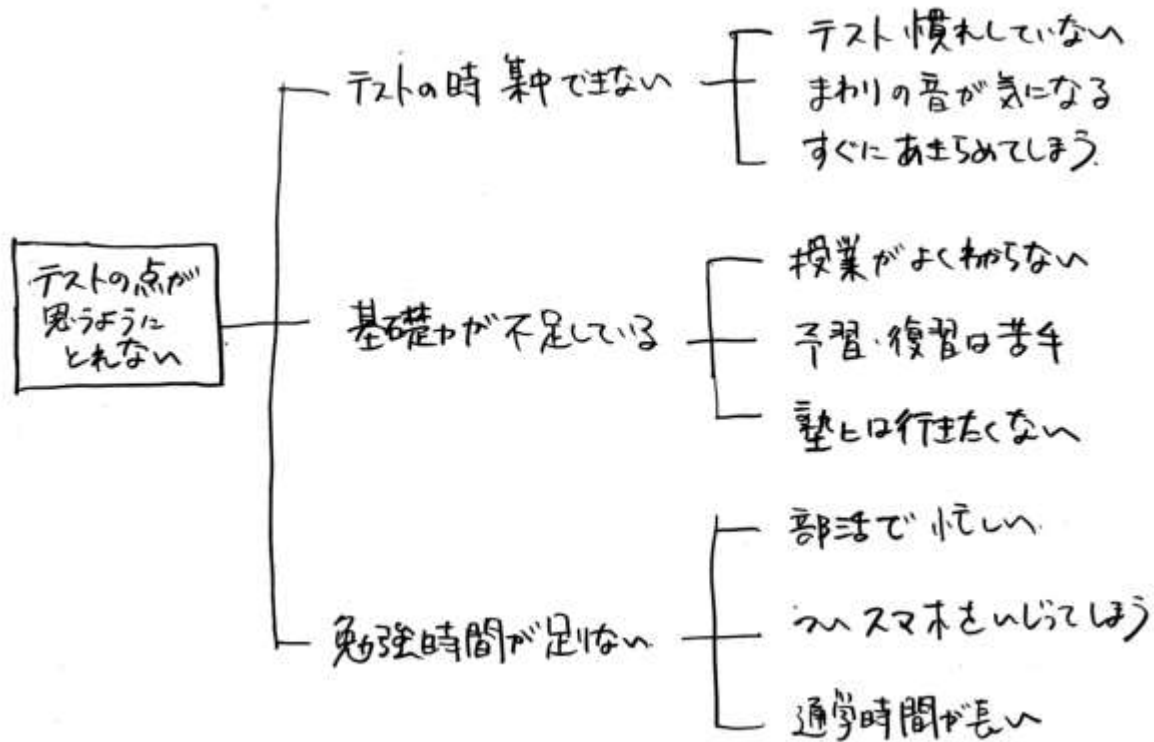 テストの点が
思うように
とれない
テストの時 集中できない
テスト慣れしていない
まわりの音が気になる
すぐにあきらめてしまう.
基礎力が不足している
授業がよくわからない
予習・復習は苦手
塾には行きたくない
勉強時間が足りない
部活で忙しい
ついスマホをいじってしまう
通学時間が長い